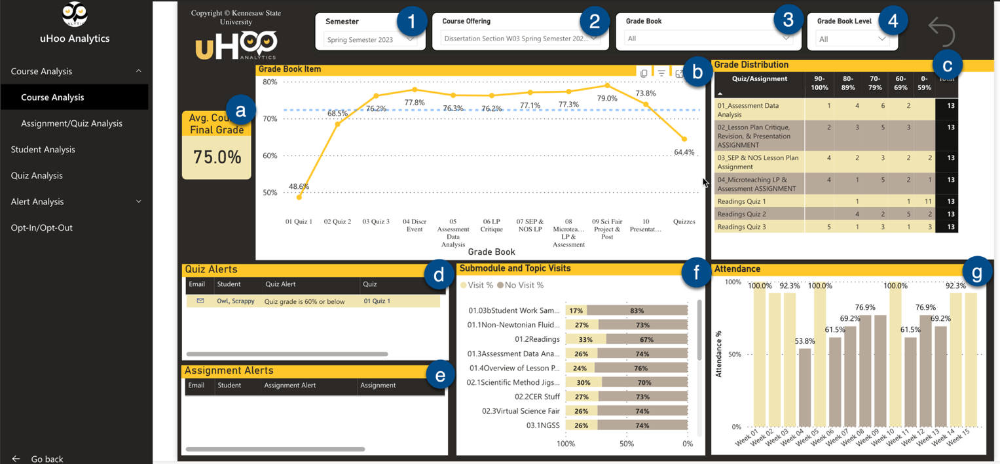 uHoo Analytics
Course Analysis
Course Analysis
Assignment/Quiz Analysis
Student Analysis
Quiz Analysis
Alert Analysis
Opt-In/Opt-Out
Go back
Copyright © Kennesaw State
University
uHoo
ANALYTICS
Semester
1
Spring Semester 2023
Course Offering
2
Dissertation Section W03 Spring Semester 202...
Grade Book
3
All
Grade Book Level
4
All
a
Avg. Cou
Final Grade
75.0%
Grade Book Item
b
80%
70%
60%
50%
48.6%
68.5%
76.2%
77.8%
76.3%
76.2%
77.1%
77.3%
79.0%
73.8%
64.4%
01 Quiz 1
02 Quiz 2
03 Quiz 3
04 Discr
Event
05
Assessment
Data
Analysis
06 LP
Critique
07 SEP &
NOS LP
08
Microtea...
LP &
Assessment
09 Sci Fair
Project &
Post
10
Presentat...
Quizzes
Grade Book
Grade Distribution
c
Quiz/Assignment 90-100% 80-89% 70-79% 60-69% 0-59% Total
01_Assessment Data 1 4 6 2 13
Analysis
02_Lesson Plan Critique, 2 3 5 3 13
Revision, & Presentation
ASSIGNMENT
03_SEP & NOS Lesson Plan 4 2 3 2 2 13
Assignment
04_Microteaching LP & 4 1 5 2 1 13
Assessment ASSIGNMENT
Readings Quiz 1 1 1 11 13
Readings Quiz 2 4 2 5 2 13
Readings Quiz 3 5 1 3 1 3 13
Quiz Alerts
d
Email Student Quiz Alert Quiz
Owl, Scrappy Quiz grade is 60% or below 01 Quiz 1
Assignment Alerts
e
Email Student Assignment Alert Assignment
Submodule and Topic Visits
f
Visit % No Visit %
01.03bStudent Work Sam... 17% 83%
01.1Non-Newtonian Fluid... 27% 73%
01.2Readings 33% 67%
01.3Assessment Data Ana... 26% 74%
01.4Overview of Lesson P... 24% 76%
02.1Scientific Method Jigs... 30% 70%
02.2CER Stuff 27% 73%
02.3Virtual Science Fair 26% 74%
03.1NGSS 26% 74%
100% 50% 0%
Attendance
g
Attendance %
100%
50%
0%
100.0%
92.3%
53.8%
100.0%
61.5%
69.2%
76.9%
100.0%
61.5%
76.9%
69.2%
92.3%
Week 01
Week 02
Week 03
Week 04
Week 05
Week 06
Week 07
Week 08
Week 09
Week 10
Week 11
Week 12
Week 13
Week 14
Week 15